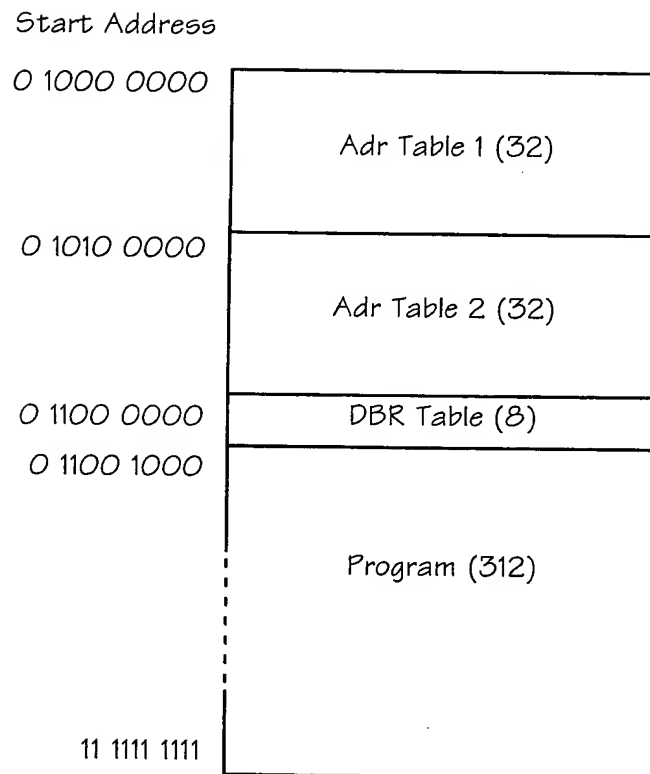 Start Address
0 1000 0000
Adr Table 1 (32)
0 1010 0000
Adr Table 2 (32)
0 1100 0000
DBR Table (8)
0 1100 1000
Program (312)
11 1111 1111